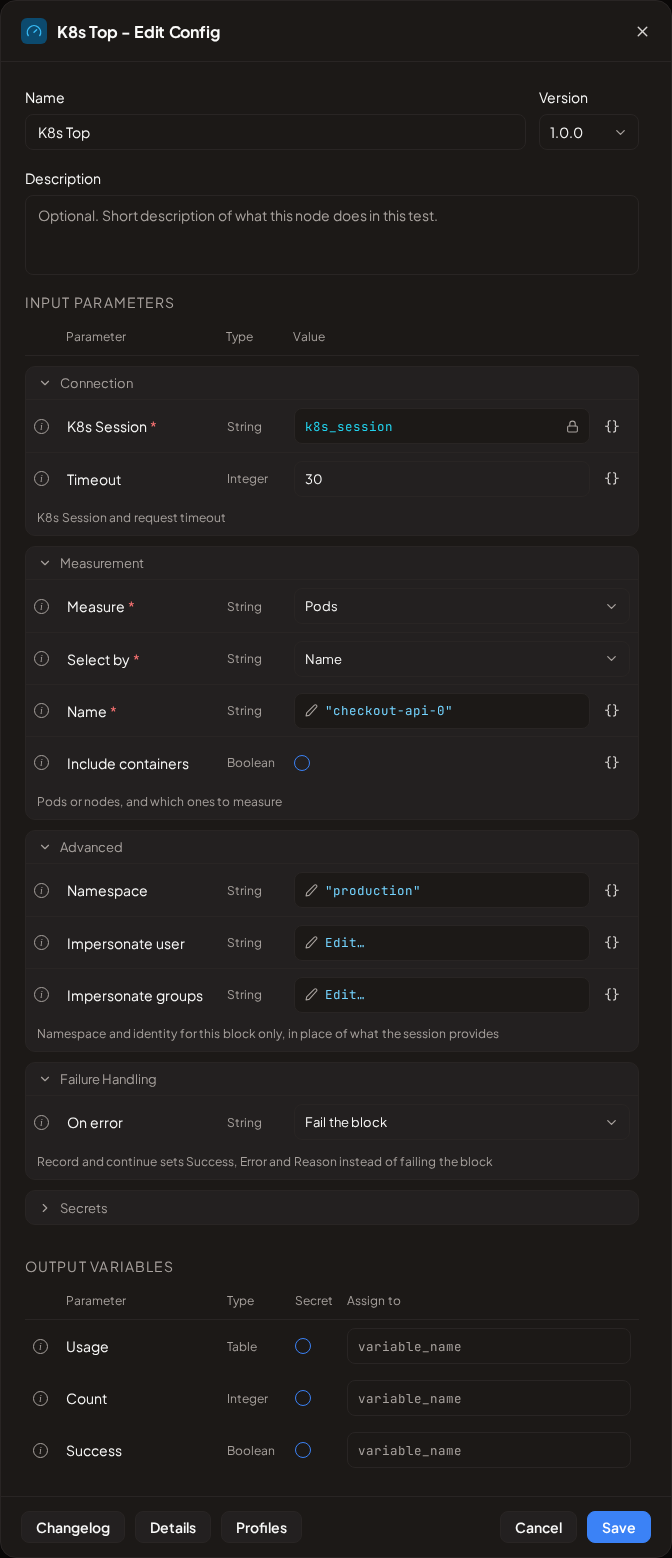 K8s Top – Edit Config
Name
Version
K8s Top
1.0.0
Description
Optional. Short description of what this node does in this test.
INPUT PARAMETERS
Parameter Type Value
Connection
K8s Session * String k8s_session {}
Timeout Integer 30 {}
K8s Session and request timeout
Measurement
Measure * String Pods
Select by * String Name
Name * String "checkout-api-0" {}
Include containers Boolean {}
Pods or nodes, and which ones to measure
Advanced
Namespace String "production" {}
Impersonate user String Edit… {}
Impersonate groups String Edit… {}
Namespace and identity for this block only, in place of what the session provides
Failure Handling
On error String Fail the block
Record and continue sets Success, Error and Reason instead of failing the block
Secrets
OUTPUT VARIABLES
Parameter Type Secret Assign to
Usage Table variable_name
Count Integer variable_name
Success Boolean variable_name
Changelog Details Profiles Cancel Save